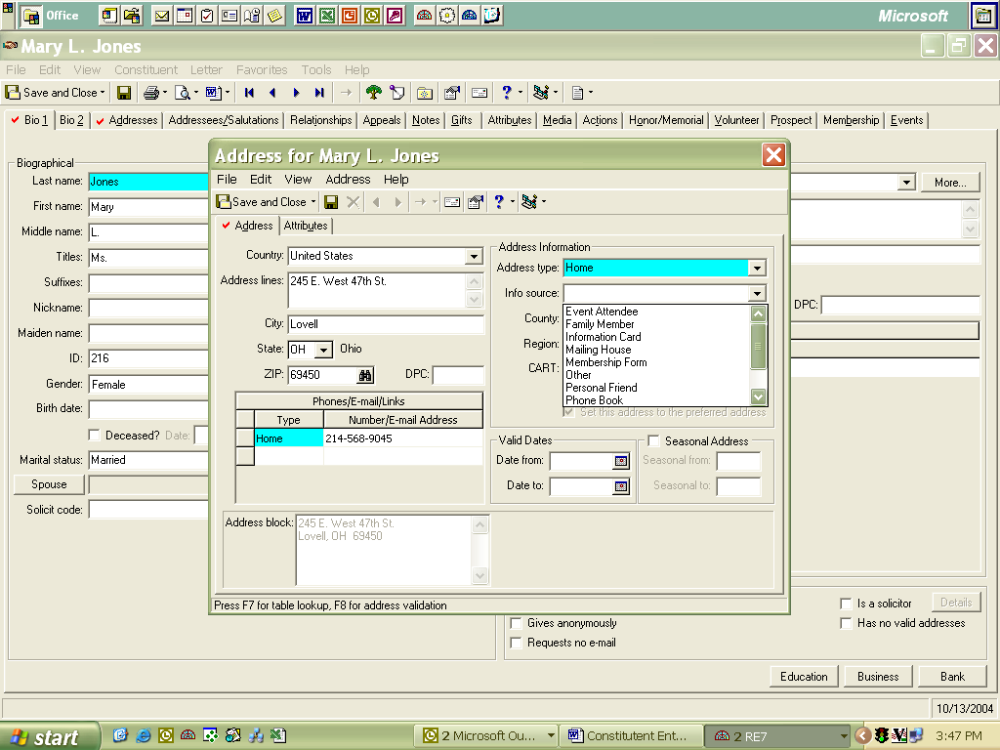 Office
Microsoft
Mary L. Jones
File Edit View Constituent Letter Favorites Tools Help
Save and Close
Bio 1 Bio 2 Addresses Addressees/Salutations Relationships Appeals Notes Gifts Attributes Media Actions Honor/Memorial Volunteer Prospect Membership Events
Biographical
Last name: Jones
First name: Mary
Middle name: L.
Titles: Ms.
Suffixes:
Nickname:
Maiden name:
ID: 216
Gender: Female
Birth date:
Deceased? Date:
Marital status: Married
Spouse
Solicit code:
More...
DPC:
Address for Mary L. Jones
File Edit View Address Help
Save and Close
Address Attributes
Country: United States
Address lines: 245 E. West 47th St.
City: Lovell
State: OH Ohio
ZIP: 69450 DPC:
Phones/E-mail/Links
Type Number/E-mail Address
Home 214-568-9045
Address Information
Address type: Home
Info source:
County:
Region:
CART:
Event Attendee
Family Member
Information Card
Mailing House
Membership Form
Other
Personal Friend
Phone Book
Set this address to the preferred address
Valid Dates
Date from:
Date to:
Seasonal Address
Seasonal from:
Seasonal to:
Address block: 245 E. West 47th St.
Lovell, OH 69450
Press F7 for table lookup, F8 for address validation
Gives anonymously
Requests no e-mail
Is a solicitor Details
Has no valid addresses
Education Business Bank
10/13/2004
start
2 Microsoft Ou...
Constitutent Ent...
2 RE7
3:47 PM